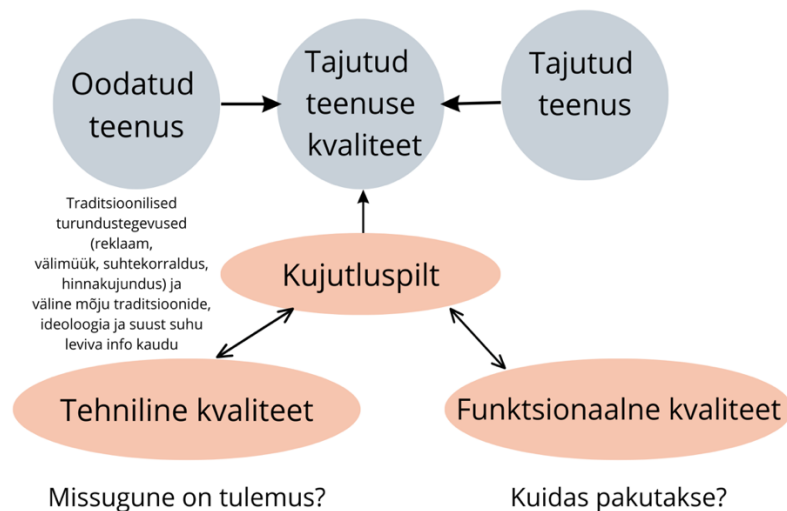 Oodatud
teenus
Tajutud
teenuse
kvaliteet
Tajutud
teenus
Traditsioonilised
turundustegevused
(reklaam,
välimüük, suhtekorraldus,
hinnakujundus) ja
väline mõju traditsioonide,
ideoloogia ja suust suhu
leviva info kaudu
Kujutluspilt
Tehniline kvaliteet
Funktsionaalne kvaliteet
Missugune on tulemus?
Kuidas pakutakse?